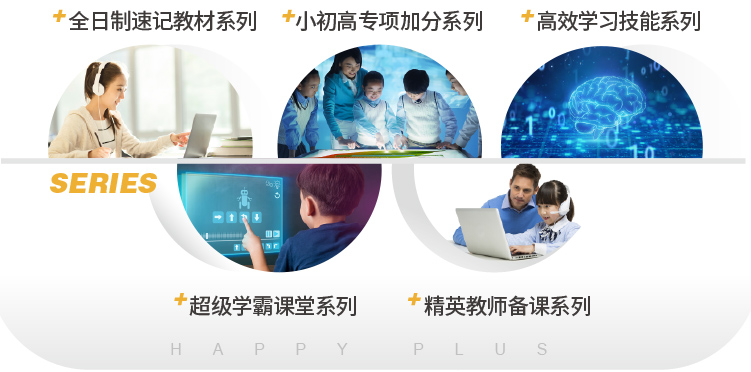 +全日制速记教材系列
+小初高专项加分系列
+高效学习技能系列
SERIES
+超级学霸课堂系列
+精英教师备课系列
HAPPY PLUS